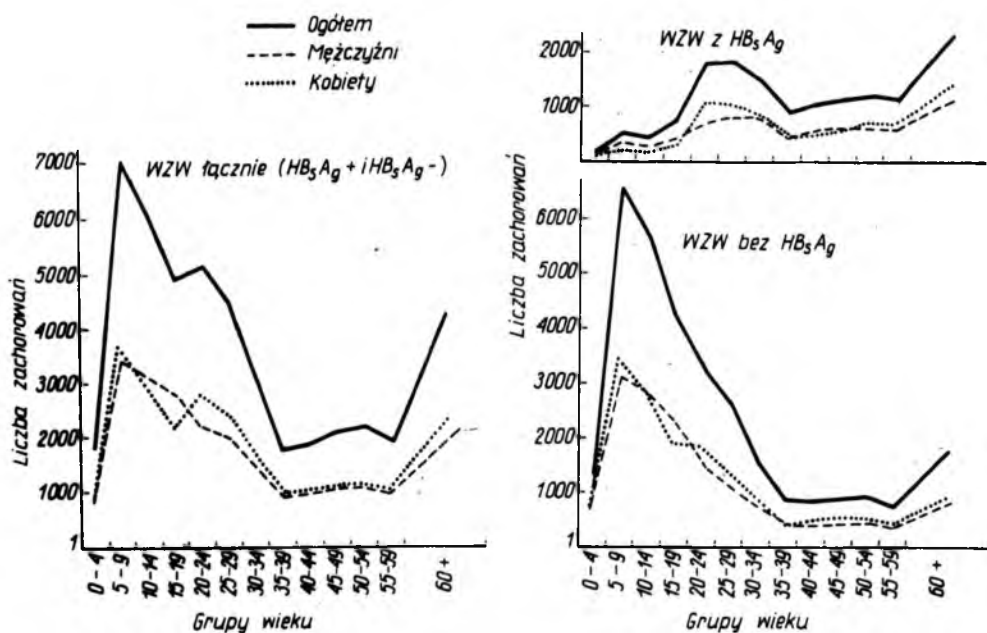 Ogółem
Mężczyźni
Kobiety
WZW łącznie (HBsAg + i HBsAg -)
Liczba zachorowań
7000
6000
5000
4000
3000
2000
1000
1
0 - 4
5 - 9
10-14
15-19
20-24
25-29
30-34
35-39
40-44
45-49
50-54
55-59
60 +
Grupy wieku
WZW z HBsAg
2000
1000
WZW bez HBsAg
Liczba zachorowań
6000
5000
4000
3000
2000
1000
1
0 - 4
5 - 9
10-14
15-19
20-24
25-29
30-34
35-39
40-44
45-49
50-54
55-59
60 +
Grupy wieku